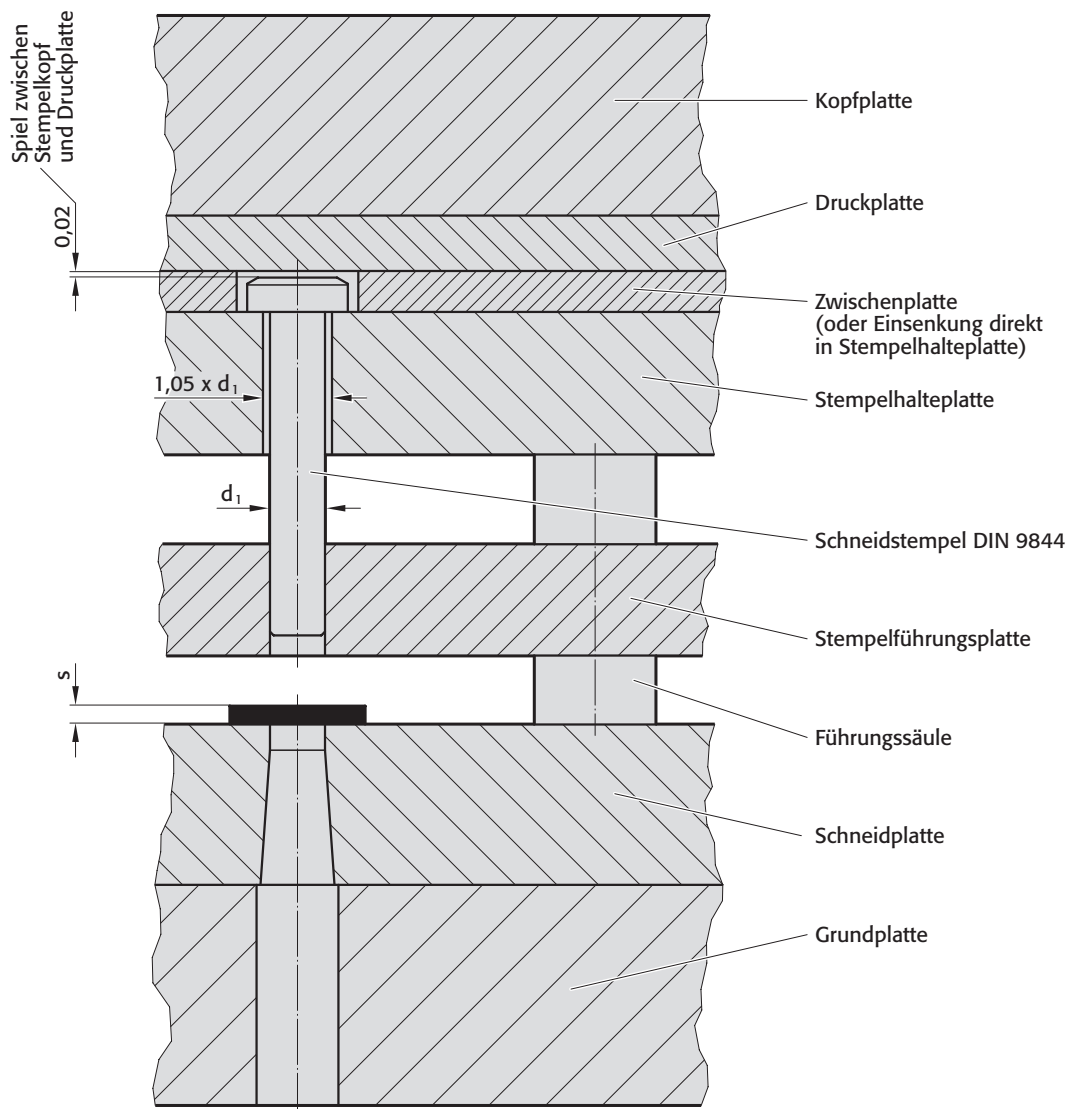 Spiel zwischen
Stempelkopf
und Druckplatte
0,02
Kopfplatte
Druckplatte
Zwischenplatte
(oder Einsenkung direkt
in Stempelhalteplatte)
1,05 x d₁
Stempelhalteplatte
d₁
Schneidstempel DIN 9844
Stempelführungsplatte
s
Führungssäule
Schneidplatte
Grundplatte